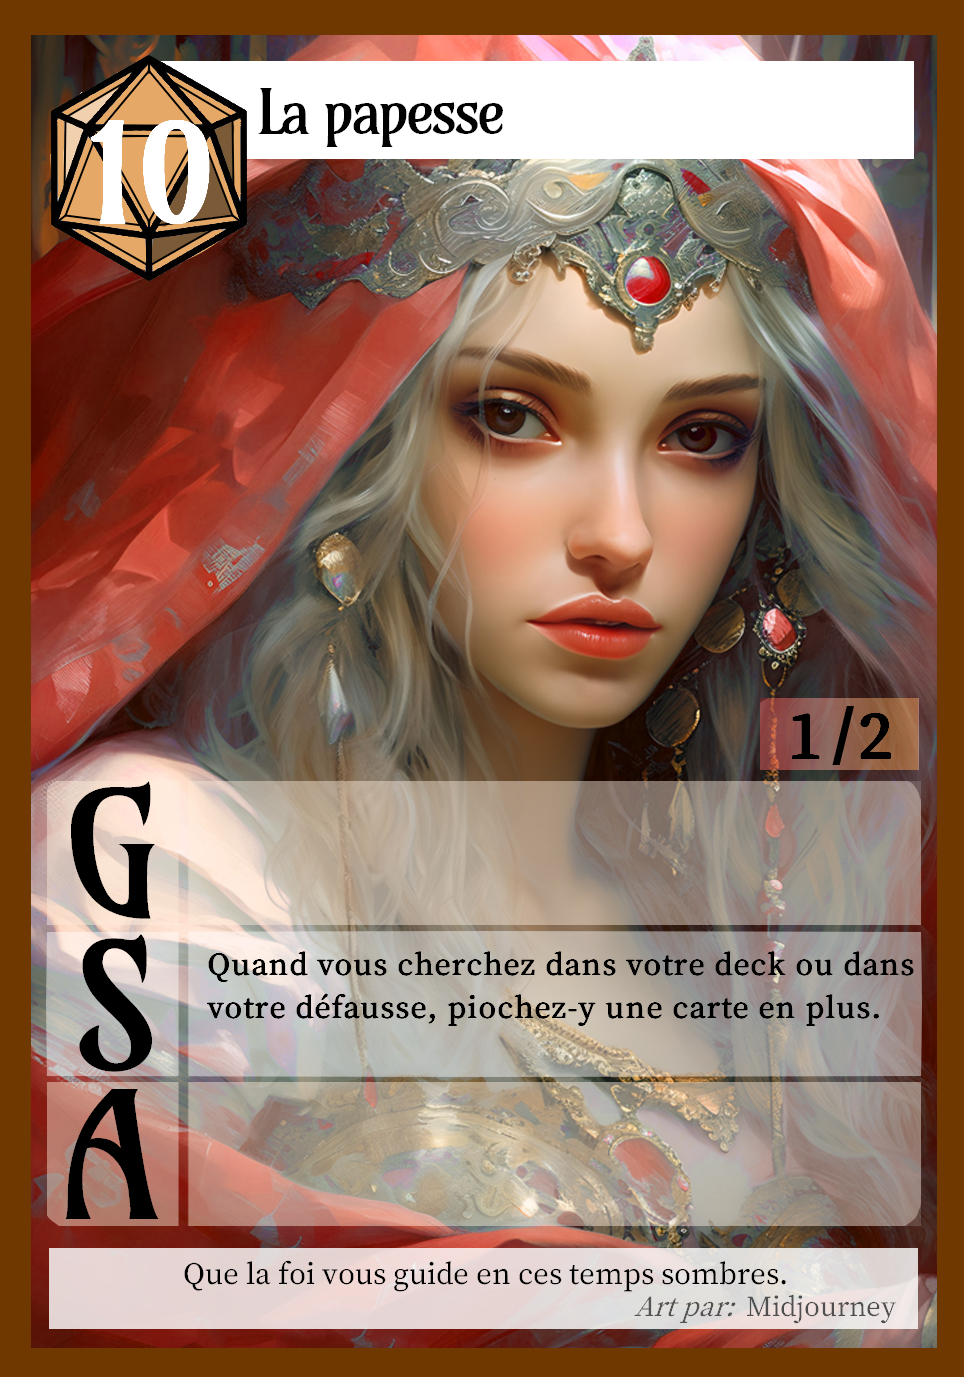 10
La papesse
1/2
G
S
Quand vous cherchez dans votre deck ou dans
votre défausse, piochez-y une carte en plus.
A
Que la foi vous guide en ces temps sombres.
Art par: Midjourney